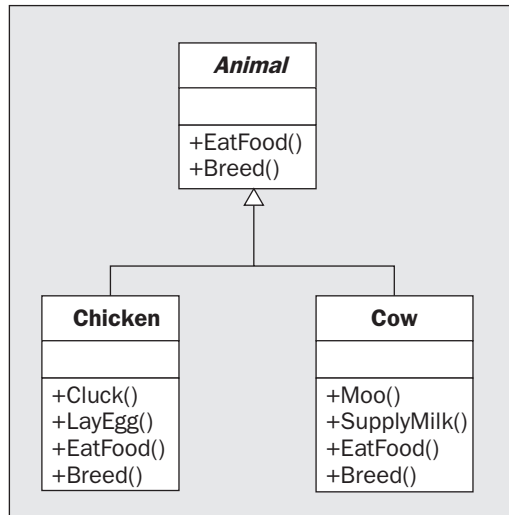 Animal
+EatFood()
+Breed()
Chicken
+Cluck()
+LayEgg()
+EatFood()
+Breed()
Cow
+Moo()
+SupplyMilk()
+EatFood()
+Breed()